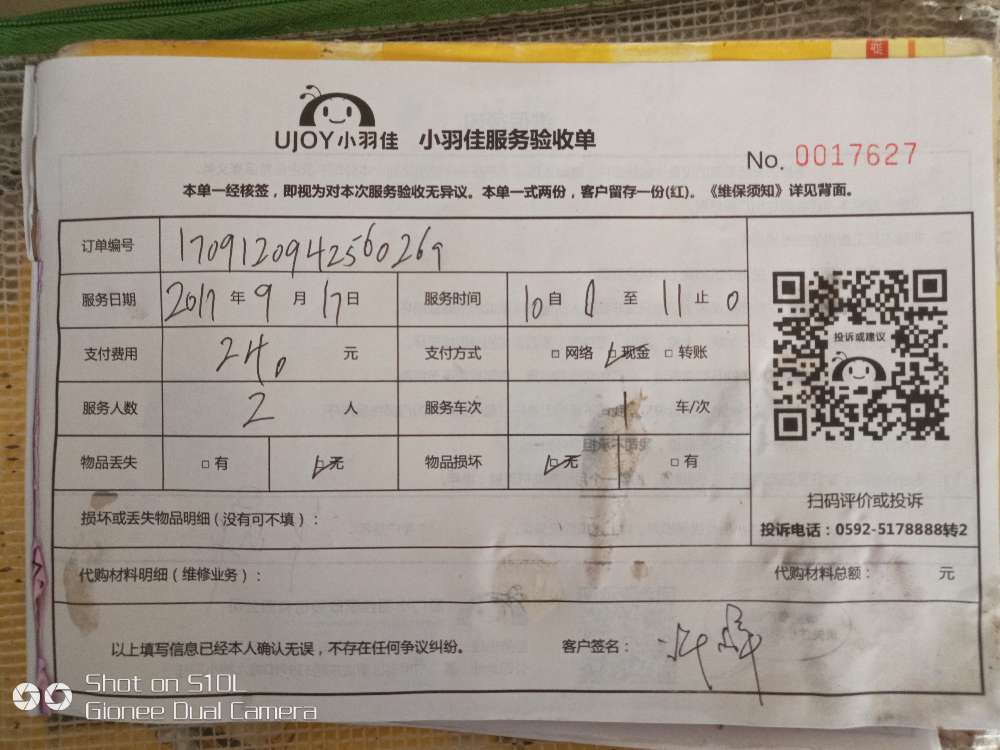 UJOY小羽佳 小羽佳服务验收单
No. 0017627
本单一经核签，即视为对本次服务验收无异议。本单一式两份，客户留存一份(红)。《维保须知》详见背面。
订单编号 170912094256026９
服务日期 2017 年 9 月 17 日 服务时间 10 自 0 至 11 止 0
投诉或建议
支付费用 240 元 支付方式 □ 网络 □ 现金 □ 转账
服务人数 2 人 服务车次 1 车/次
物品丢失 □ 有 □ 无 物品损坏 □ 无 □ 有
扫码评价或投诉
损坏或丢失物品明细（没有可不填）：
投诉电话：0592-5178888转2
代购材料明细（维修业务）： 代购材料总额： 元
以上填写信息已经本人确认无误，不存在任何争议纠纷。 客户签名：
Shot on S10L
Gionee Dual Camera